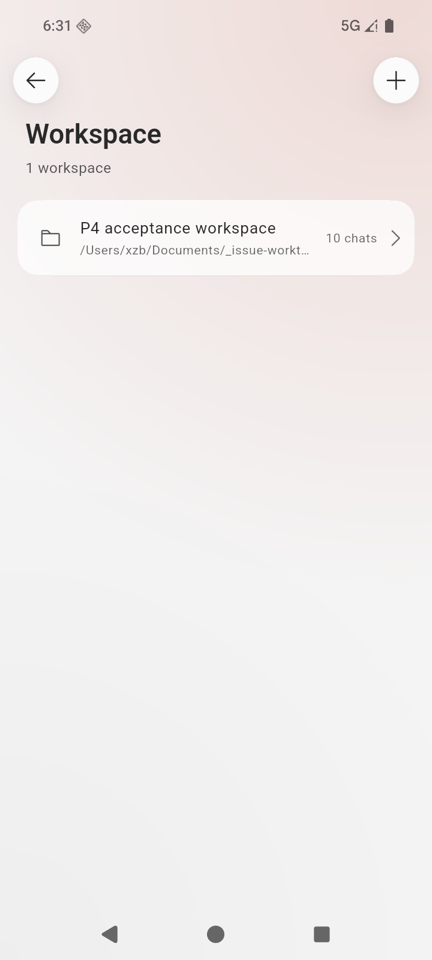 6:31
5G
Workspace
1 workspace
P4 acceptance workspace
/Users/xzb/Documents/_issue-workt…
10 chats